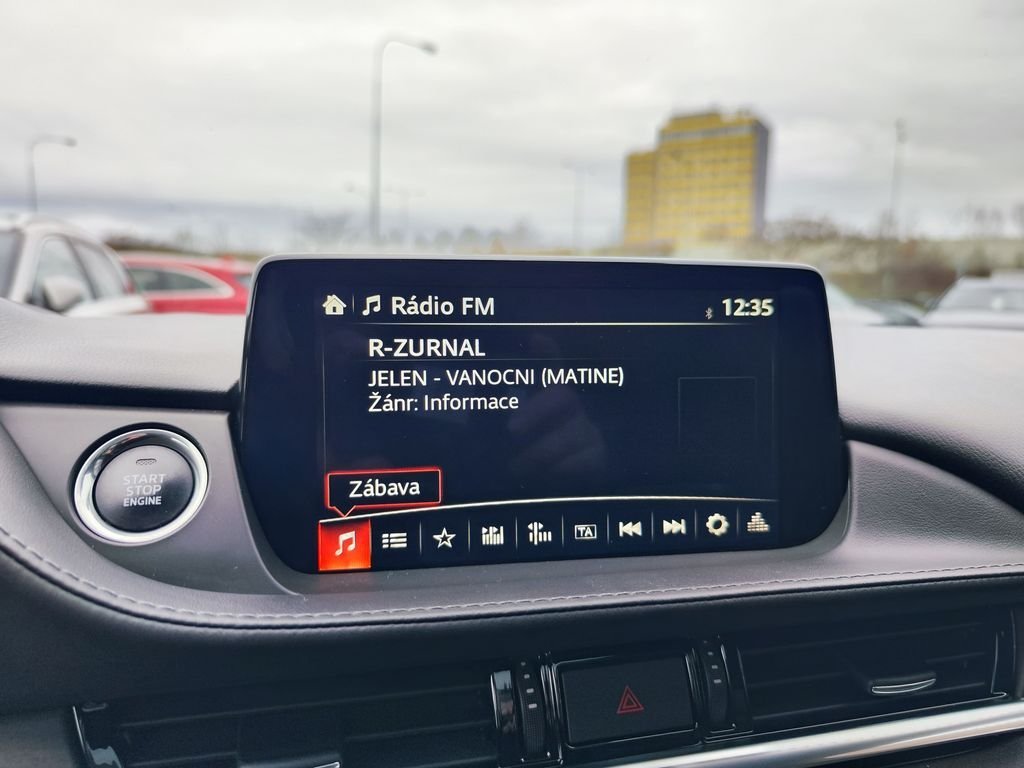 Rádio FM
12:35
R-ZURNAL
JELEN - VANOCNI (MATINE)
Žánr: Informace
Zábava
TA
START
STOP
ENGINE